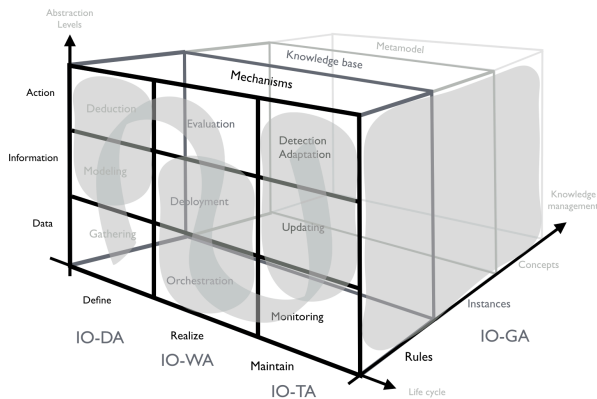 Abstraction
Levels
Metamodel
Knowledge base
Mechanisms
Action
Deduction
Evaluation
Detection
Adaptation
Information
Modeling
Deployment
Knowledge
management
Data
Gathering
Updating
Concepts
Orchestration
Define
Monitoring
Instances
IO-DA
Realize
IO-GA
IO-WA
Maintain
Rules
IO-TA
Life cycle